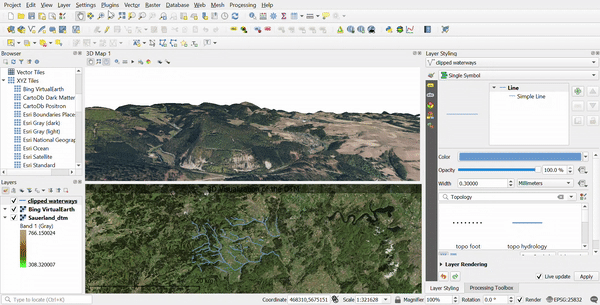 Project Edit View Layer Settings Plugins Vector Raster Database Web Mesh Processing Help
Browser
Vector Tiles
XYZ Tiles
Bing VirtualEarth
CartoDb Dark Matter
CartoDb Positron
Esri Boundaries Place
Esri Gray (dark)
Esri Gray (light)
Esri National Geograp
Esri Ocean
Esri Satellite
Esri Standard
Layers
clipped waterways
Bing VirtualEarth
Sauerland_dtm
Band 1 (Gray)
766.150024
308.320007
3D Map 1
Layer Styling
clipped waterways
Single Symbol
Line
Simple Line
Color
Opacity 100.0 %
Width 0.30000 Millimeters
Topology
topo foot topo hydrology
Layer Rendering
Live update Apply
Layer Styling Processing Toolbox
Type to locate (Ctrl+K) Coordinate 468310,5675151 Scale 1:321628 Magnifier 100% Rotation 0.0 ° Render EPSG:25832